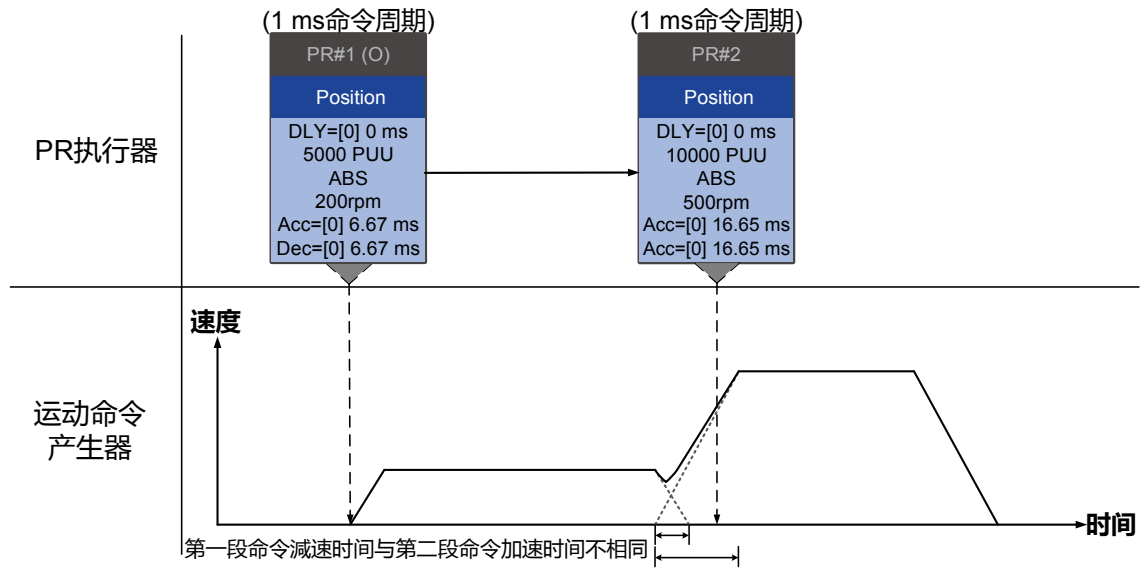 (1 ms命令周期)
(1 ms命令周期)
PR#1 (O)
Position
DLY=[0] 0 ms
5000 PUU
ABS
200rpm
Acc=[0] 6.67 ms
Dec=[0] 6.67 ms
PR#2
Position
DLY=[0] 0 ms
10000 PUU
ABS
500rpm
Acc=[0] 16.65 ms
Acc=[0] 16.65 ms
PR执行器
速度
运动命令
产生器
时间
第一段命令減速时间与第二段命令加速时间不相同